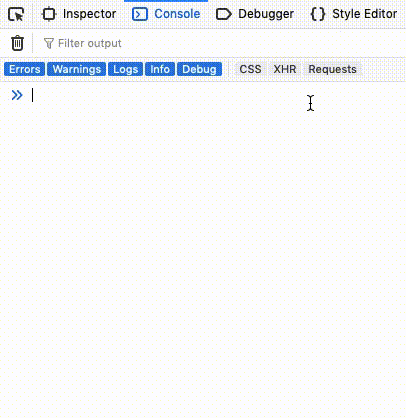 Inspector Console Debugger Style Editor
Filter output
Errors Warnings Logs Info Debug CSS XHR Requests